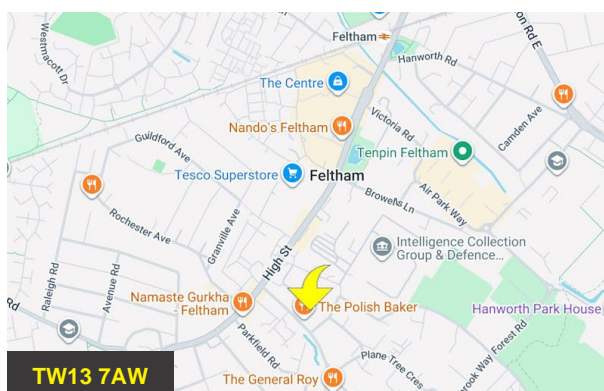 Westmacott Dr
Feltham
on Rd E
Hanworth Rd
The Centre
Nando's Feltham
Victoria Rd
Camden Ave
Guildford Ave
Tenpin Feltham
Tesco Superstore
Feltham
Browells Ln
Air Park Way
Rochester Ave
Granville Ave
High St
Intelligence Collection
Group & Defence...
Raleigh Rd
Avenue Rd
Namaste Gurkha
- Feltham
The Polish Baker
Hanworth Park House
Parkfield Rd
Forest Rd
Plane Tree Cres
brook Way
The General Roy
TW13 7AW